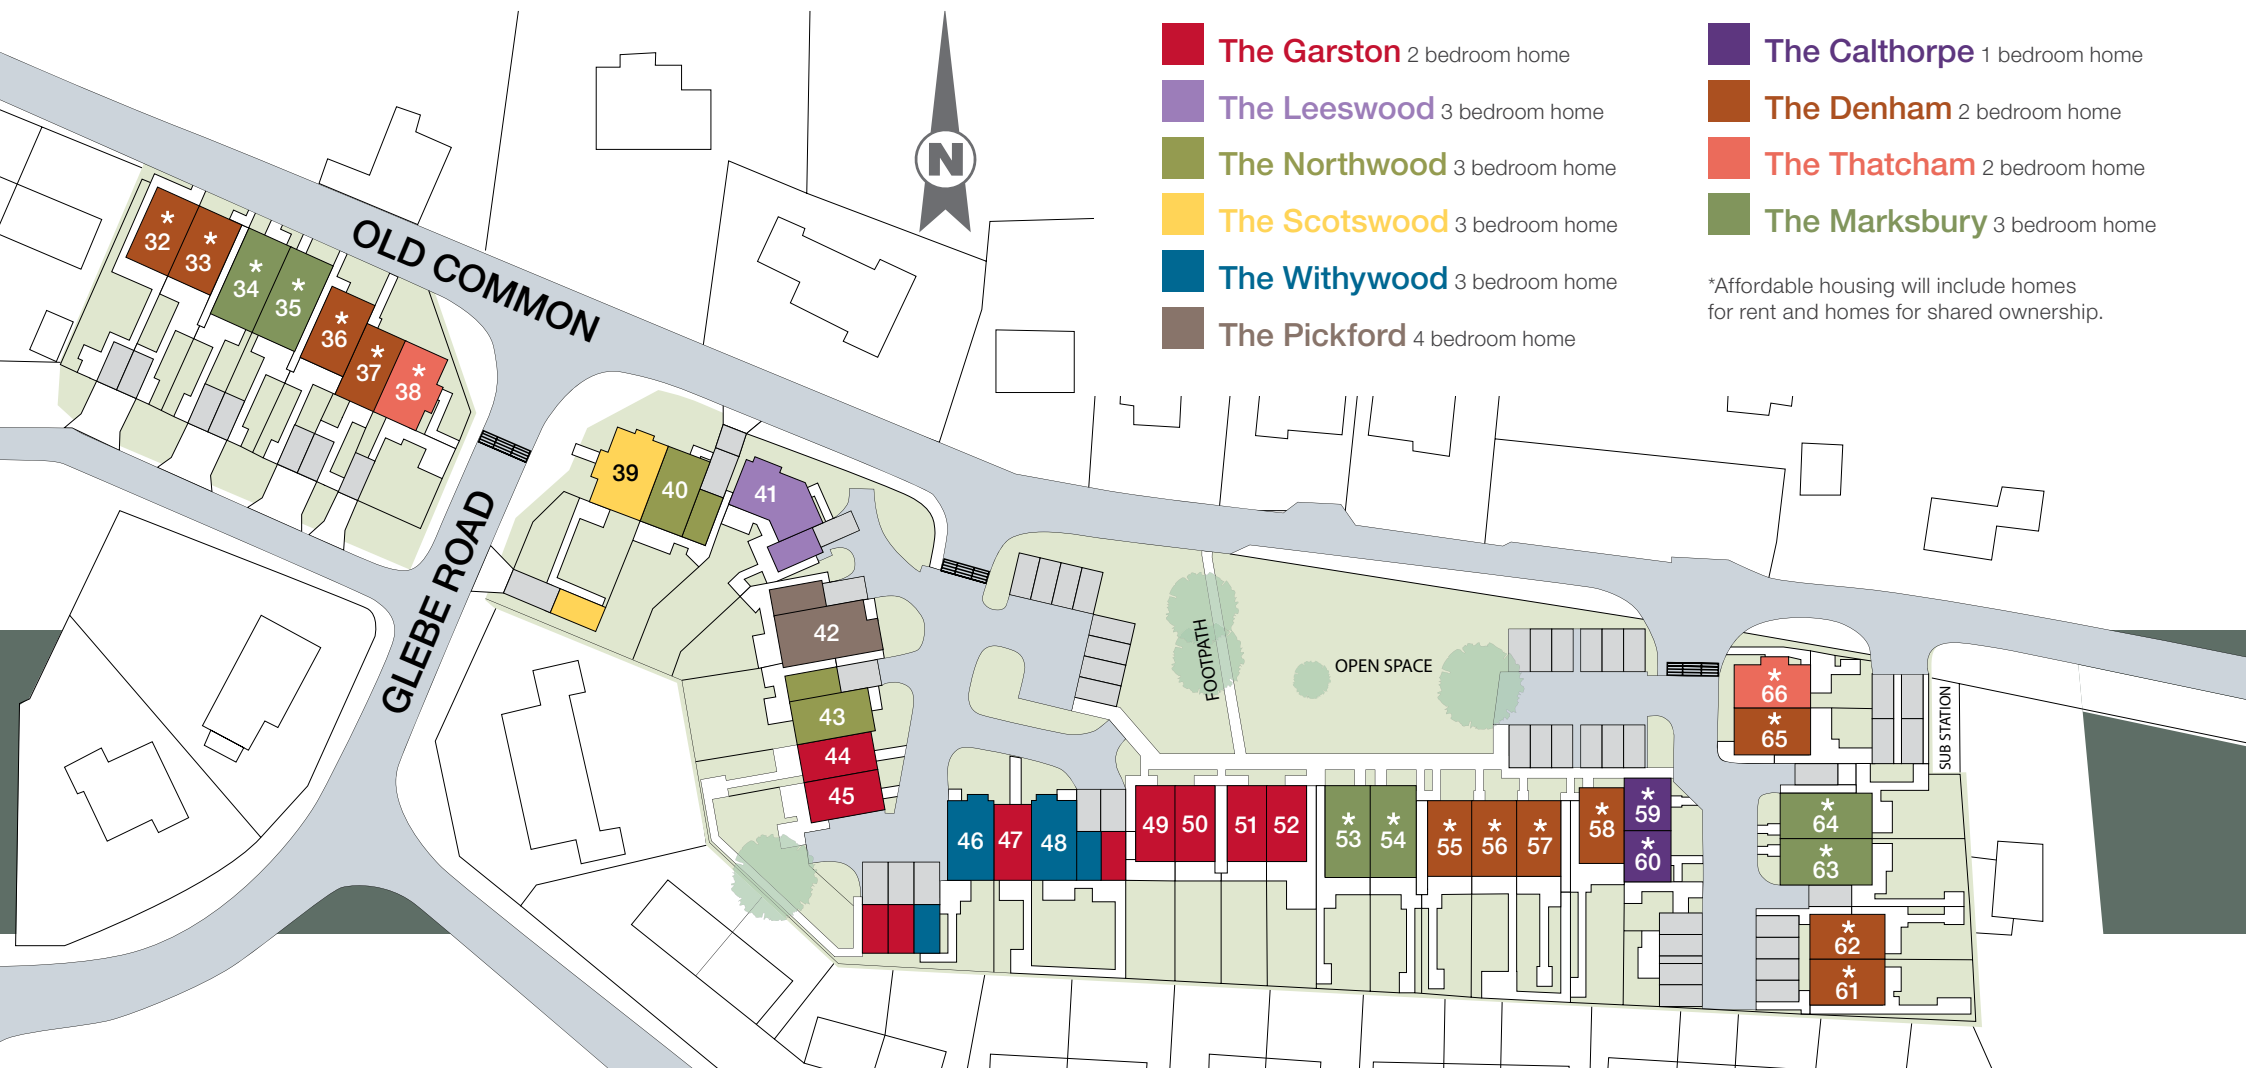 The Garston 2 bedroom home
The Leeswood 3 bedroom home
The Northwood 3 bedroom home
The Scotswood 3 bedroom home
The Withywood 3 bedroom home
The Pickford 4 bedroom home
The Calthorpe 1 bedroom home
The Denham 2 bedroom home
The Thatcham 2 bedroom home
The Marksbury 3 bedroom home
*Affordable housing will include homes
for rent and homes for shared ownership.
N
OLD COMMON
GLEBE ROAD
FOOTPATH
OPEN SPACE
SUB STATION
* 32
* 33
* 34
* 35
* 36
* 37
* 38
39
40
41
42
43
44
45
46
47
48
49
50
51
52
* 53
* 54
* 55
* 56
* 57
* 58
* 59
* 60
* 61
* 62
* 63
* 64
* 65
* 66